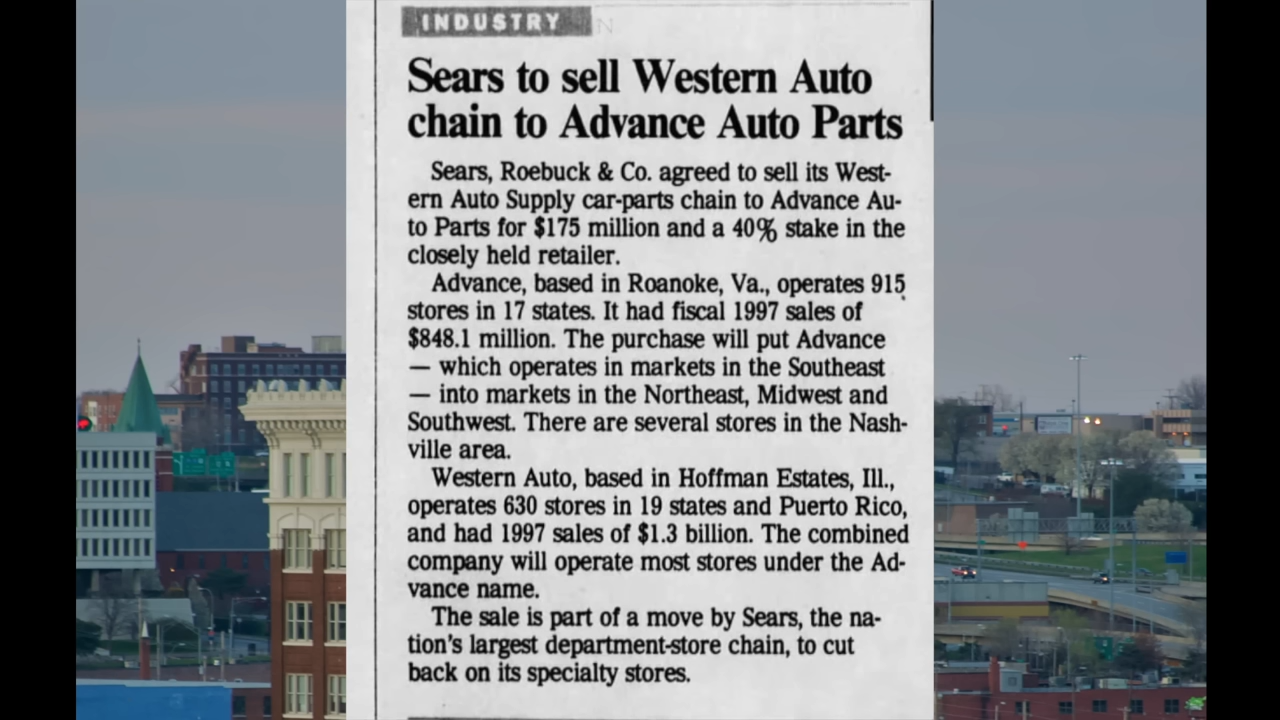 INDUSTRY
Sears to sell Western Auto
chain to Advance Auto Parts
Sears, Roebuck & Co. agreed to sell its West-
ern Auto Supply car-parts chain to Advance Au-
to Parts for $175 million and a 40% stake in the
closely held retailer.
Advance, based in Roanoke, Va., operates 915
stores in 17 states. It had fiscal 1997 sales of
$848.1 million. The purchase will put Advance
— which operates in markets in the Southeast
— into markets in the Northeast, Midwest and
Southwest. There are several stores in the Nash-
ville area.
Western Auto, based in Hoffman Estates, Ill.,
operates 630 stores in 19 states and Puerto Rico,
and had 1997 sales of $1.3 billion. The combined
company will operate most stores under the Ad-
vance name.
The sale is part of a move by Sears, the na-
tion's largest department-store chain, to cut
back on its specialty stores.